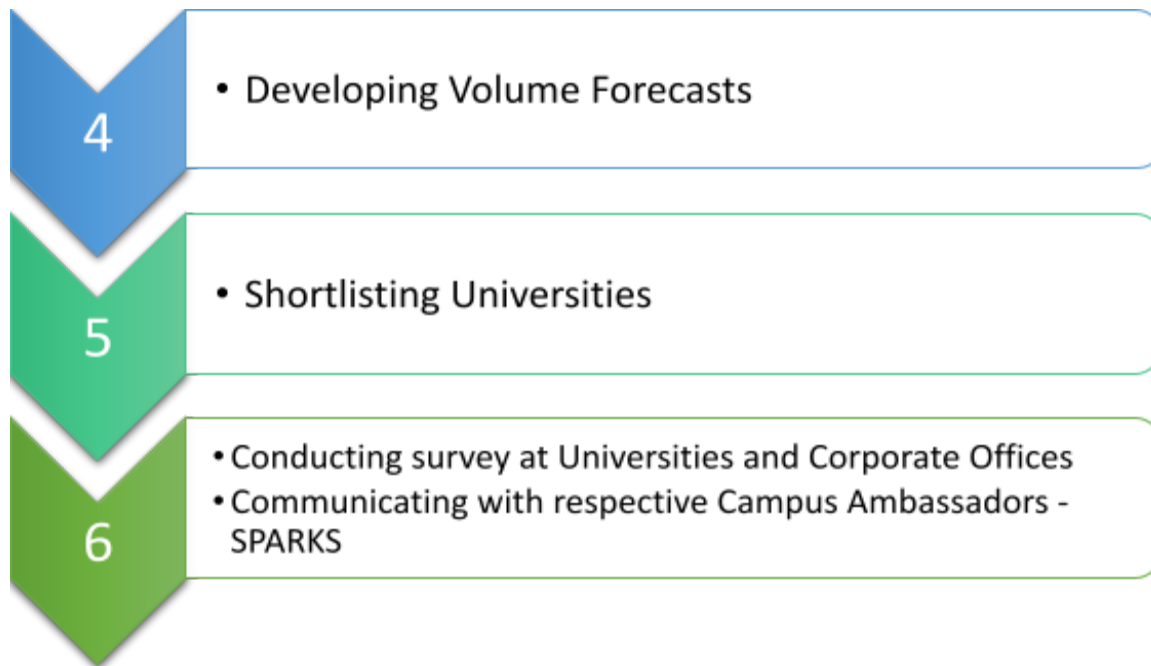 4
• Developing Volume Forecasts
5
• Shortlisting Universities
6
• Conducting survey at Universities and Corporate Offices
• Communicating with respective Campus Ambassadors -
SPARKS